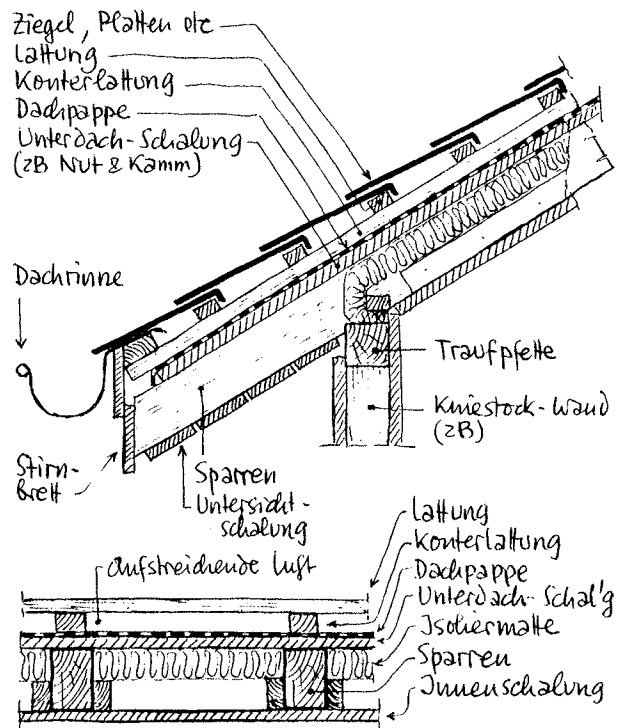 Ziegel, Platten etc
Lattung
Konterlattung
Dachpappe
Unterdach-Schalung
(zB Nut & Kamm)
Dachrinne
Traufpfette
Kniestock-Wand
(zB)
Stirn-
brett
Sparren
Untersicht-
schalung
Aufstreichende Luft
Lattung
Konterlattung
Dachpappe
Unterdach-Schal'g
Isoliermatte
Sparren
Innenschalung